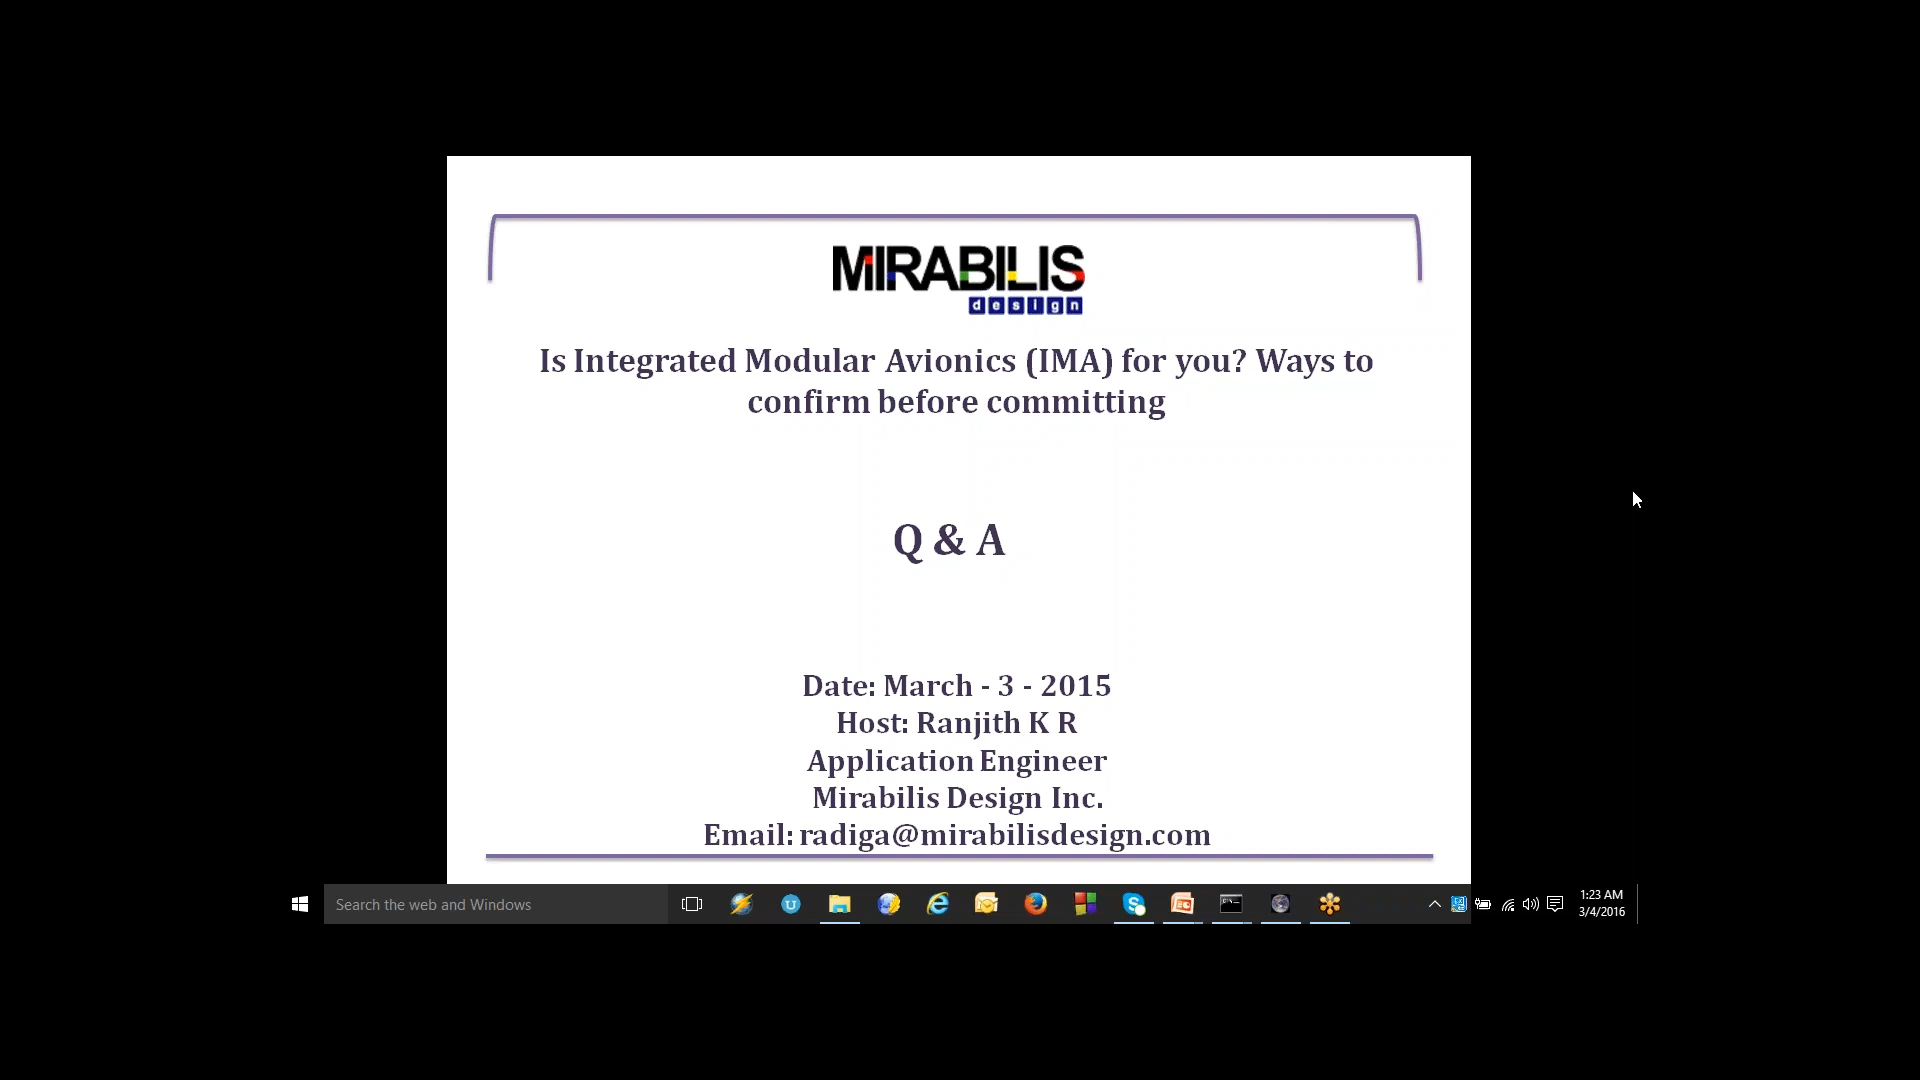 MIRABILIS
design
Is Integrated Modular Avionics (IMA) for you? Ways to
confirm before committing
Q & A
Date: March - 3 - 2015
Host: Ranjith K R
Application Engineer
Mirabilis Design Inc.
Email: radiga@mirabilisdesign.com
Search the web and Windows
1:23 AM
3/4/2016